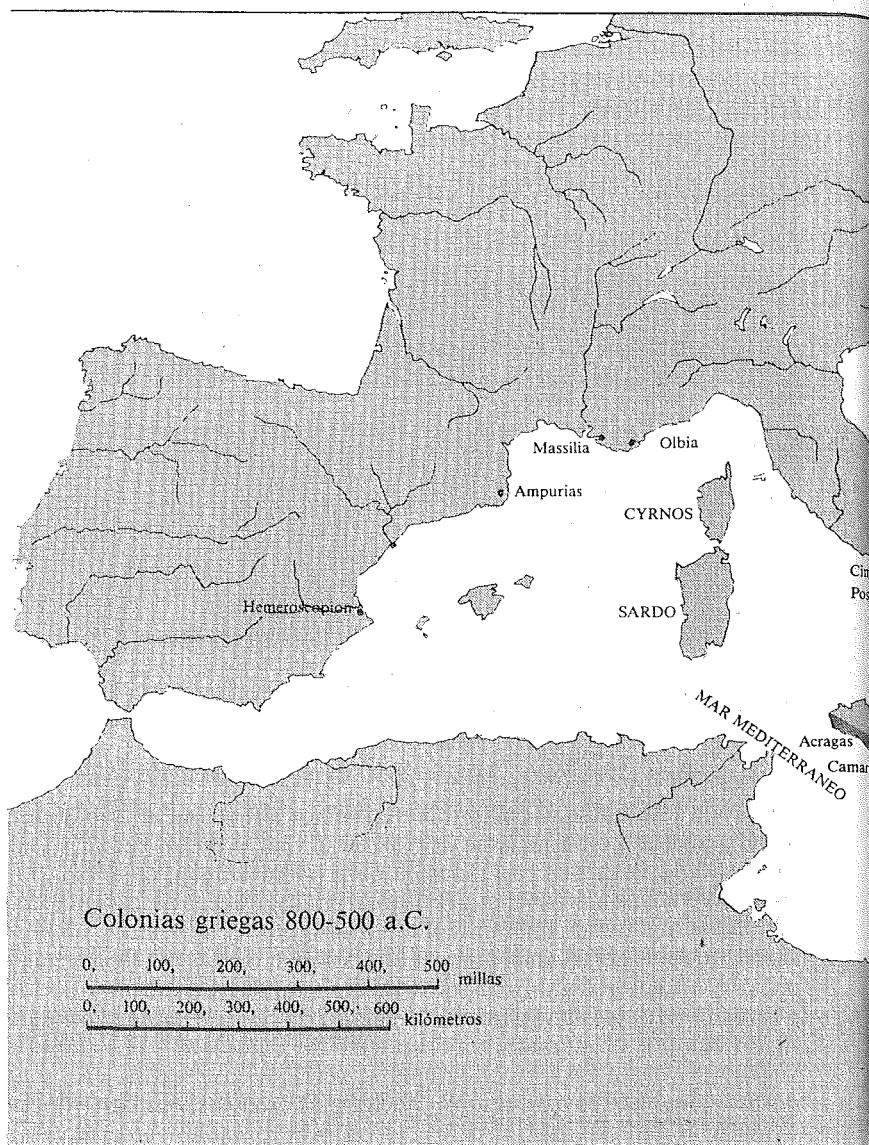 Massilia
Olbia
Ampurias
CYRNOS
Hemeroscopion
SARDO
MAR MEDITERRANEO
Acragas
Colonias griegas 800-500 a.C.
0, 100, 200, 300, 400, 500 millas
0, 100, 200, 300, 400, 500, 600 kilómetros